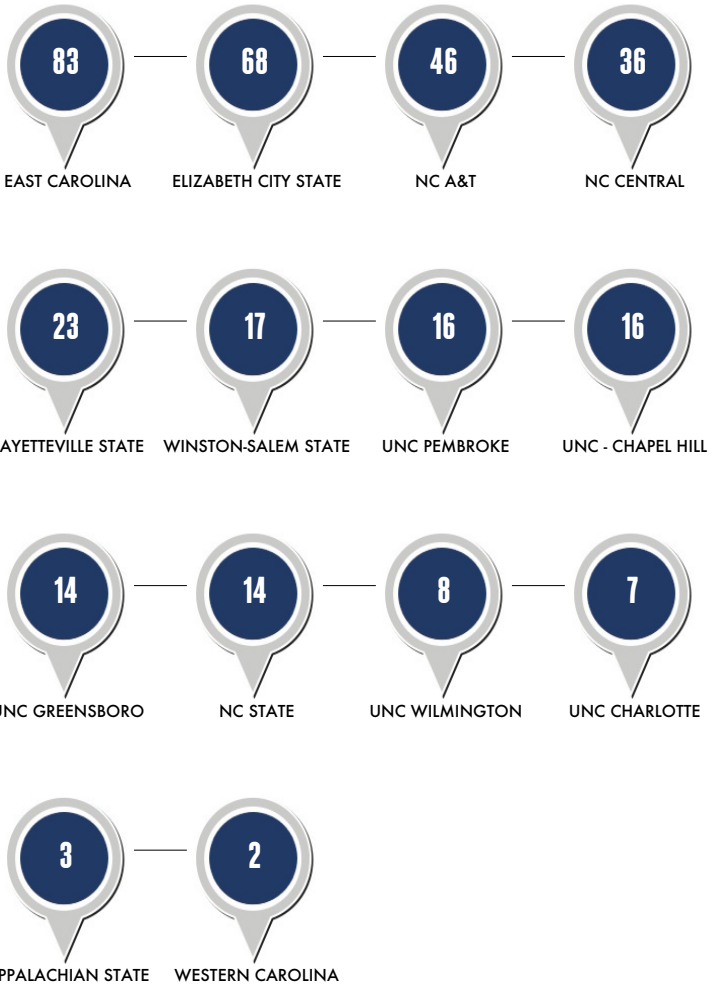 83 68 46 36
EAST CAROLINA ELIZABETH CITY STATE NC A&T NC CENTRAL
23 17 16 16
AYETTEVILLE STATE WINSTON-SALEM STATE UNC PEMBROKE UNC - CHAPEL HILL
14 14 8 7
UNC GREENSBORO NC STATE UNC WILMINGTON UNC CHARLOTTE
3 2
PPALACHIAN STATE WESTERN CAROLINA